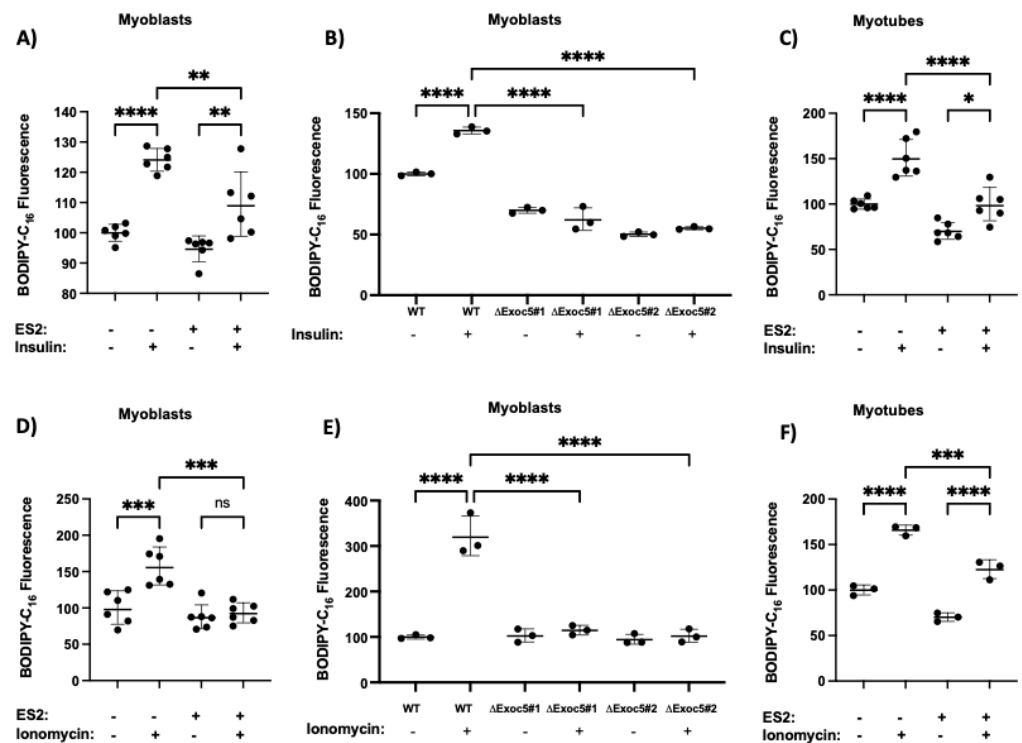 Myoblasts
Myoblasts
Myotubes
A)
B)
C)
****
**
**
BODIPY-C16 Fluorescence
140
130
120
110
100
90
80
ES2: - - + +
Insulin: - + - +
****
****
****
BODIPY-C16 Fluorescence
150
100
50
0
WT WT ΔExoc5#1 ΔExoc5#1 ΔExoc5#2 ΔExoc5#2
Insulin: - + - + - +
****
****
*
BODIPY-C16 Fluorescence
200
150
100
50
0
ES2: - - + +
Insulin: - + - +
Myoblasts
Myoblasts
Myotubes
D)
E)
F)
***
***
ns
BODIPY-C16 Fluorescence
250
200
150
100
50
0
ES2: - - + +
Ionomycin: - + - +
****
****
****
BODIPY-C16 Fluorescence
400
300
200
100
0
WT WT ΔExoc5#1 ΔExoc5#1 ΔExoc5#2 ΔExoc5#2
Ionomycin: - + - + - +
***
****
****
BODIPY-C16 Fluorescence
200
150
100
50
0
ES2: - - + +
Ionomycin: - + - +